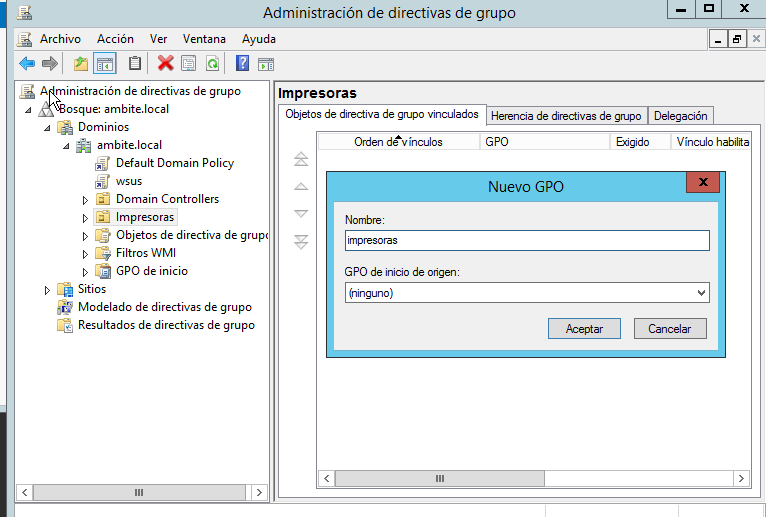 Administración de directivas de grupo
Archivo Acción Ver Ventana Ayuda
Administración de directivas de grupo
Bosque: ambite.local
Dominios
ambite.local
Default Domain Policy
wsus
Domain Controllers
Impresoras
Objetos de directiva de grupo
Filtros WMI
GPO de inicio
Sitios
Modelado de directivas de grupo
Resultados de directivas de grupo
Impresoras
Objetos de directiva de grupo vinculados Herencia de directivas de grupo Delegación
Orden de vínculos GPO Exigido Vínculo habilita
Nuevo GPO
Nombre:
impresoras
GPO de inicio de origen:
(ninguno)
Aceptar Cancelar